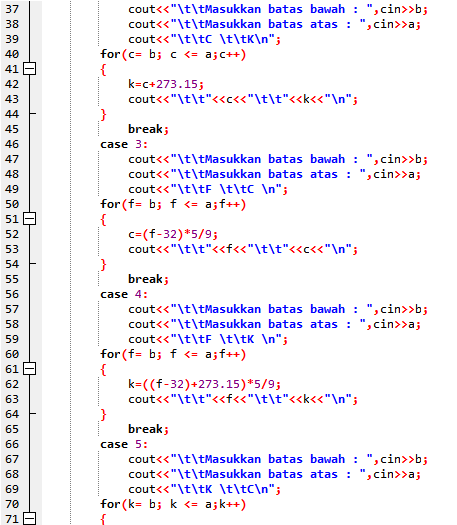 37 cout<<"\t\tMasukkan batas bawah : ",cin>>b;
38 cout<<"\t\tMasukkan batas atas : ",cin>>a;
39 cout<<"\t\tC \t\tK\n";
40 for(c= b; c <= a;c++)
41 {
42 k=c+273.15;
43 cout<<"\t\t"<<c<<"\t\t"<<k<<"\n";
44 }
45 break;
46 case 3:
47 cout<<"\t\tMasukkan batas bawah : ",cin>>b;
48 cout<<"\t\tMasukkan batas atas : ",cin>>a;
49 cout<<"\t\tF \t\tC \n";
50 for(f= b; f <= a;f++)
51 {
52 c=(f-32)*5/9;
53 cout<<"\t\t"<<f<<"\t\t"<<c<<"\n";
54 }
55 break;
56 case 4:
57 cout<<"\t\tMasukkan batas bawah : ",cin>>b;
58 cout<<"\t\tMasukkan batas atas : ",cin>>a;
59 cout<<"\t\tF \t\tK \n";
60 for(f= b; f <= a;f++)
61 {
62 k=((f-32)+273.15)*5/9;
63 cout<<"\t\t"<<f<<"\t\t"<<k<<"\n";
64 }
65 break;
66 case 5:
67 cout<<"\t\tMasukkan batas bawah : ",cin>>b;
68 cout<<"\t\tMasukkan batas atas : ",cin>>a;
69 cout<<"\t\tK \t\tC\n";
70 for(k= b; k <= a;k++)
71 {